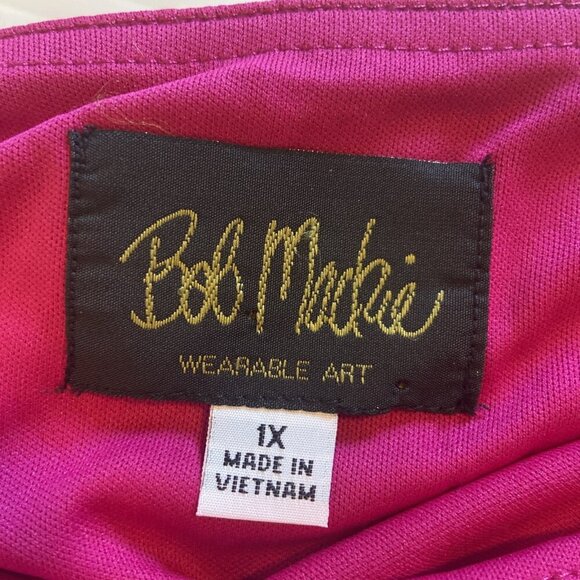 Bob Mackie
WEARABLE ART
1X
MADE IN
VIETNAM